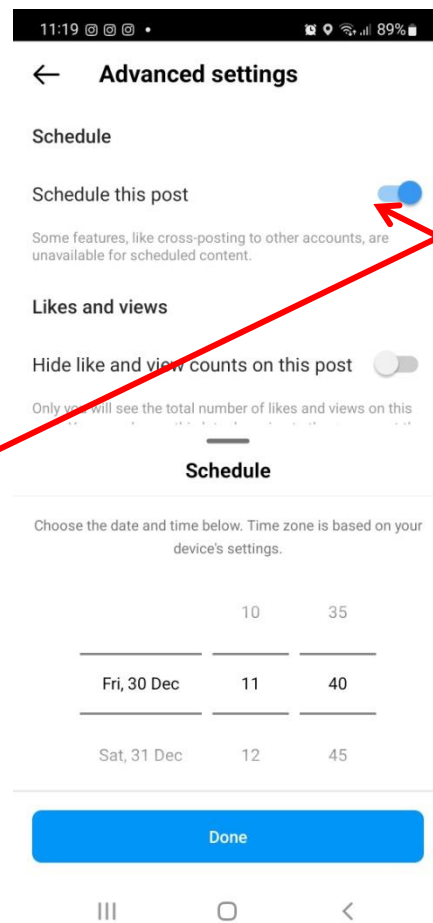 11:19 89%
Advanced settings
Schedule
Schedule this post
Some features, like cross-posting to other accounts, are
unavailable for scheduled content.
Likes and views
Hide like and view counts on this post
Only you will see the total number of likes and views on this
Schedule
Choose the date and time below. Time zone is based on your
device's settings.
10 35
Fri, 30 Dec 11 40
Sat, 31 Dec 12 45
Done